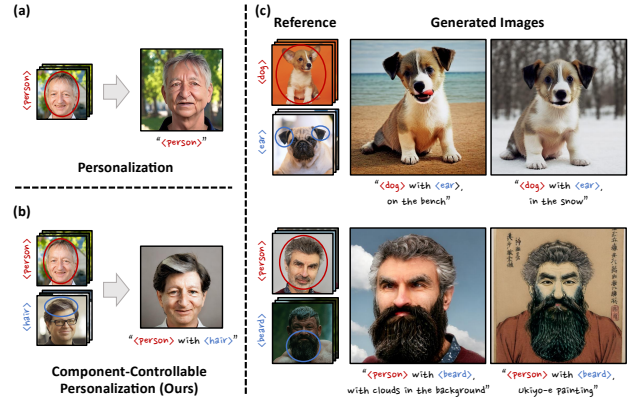 (a)
<person>
"<person>"
Personalization
(b)
<person>
<hair>
"<person> with <hair>"
Component-Controllable
Personalization (Ours)
(c)
Reference
Generated Images
<dog>
<ear>
"<dog> with <ear>,
on the bench"
"<dog> with <ear>,
in the snow"
<person>
<beard>
"<person> with <beard>,
with clouds in the background"
"<person> with <beard>,
Ukiyo-e painting"